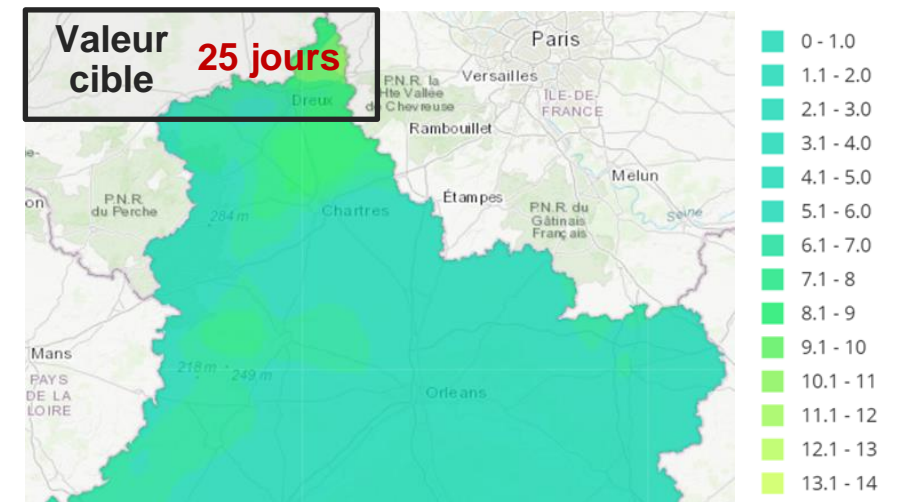 Valeur
cible
25 jours
Paris
Versailles
P.N.R. la
Hte Vallée
de Chevreuse
ÎLE-DE-
FRANCE
Dreux
Rambouillet
Melun
Étampes
P.N.R.
du Perche
284 m
Chartres
P.N.R. du
Gâtinais
Français
Seine
Mans
PAYS
DE LA
LOIRE
218 m
249 m
Orleans
0 - 1.0
1.1 - 2.0
2.1 - 3.0
3.1 - 4.0
4.1 - 5.0
5.1 - 6.0
6.1 - 7.0
7.1 - 8
8.1 - 9
9.1 - 10
10.1 - 11
11.1 - 12
12.1 - 13
13.1 - 14